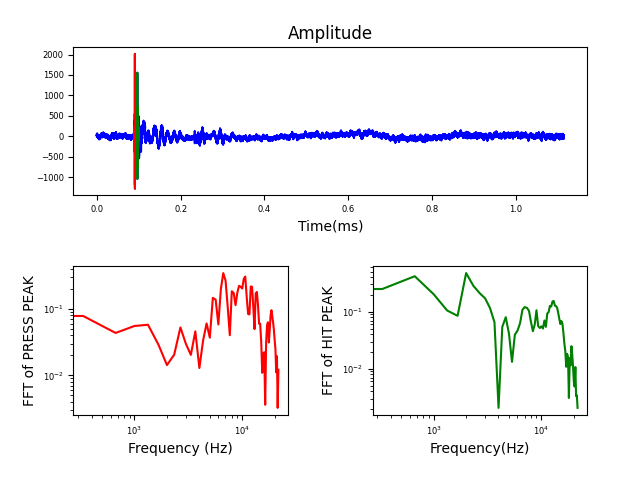 Amplitude
2000
1500
1000
500
0
−500
−1000
0.0 0.2 0.4 0.6 0.8 1.0
Time(ms)
FFT of PRESS PEAK
10⁻¹
10⁻²
10³ 10⁴
Frequency (Hz)
FFT of HIT PEAK
10⁻¹
10⁻²
10³ 10⁴
Frequency(Hz)